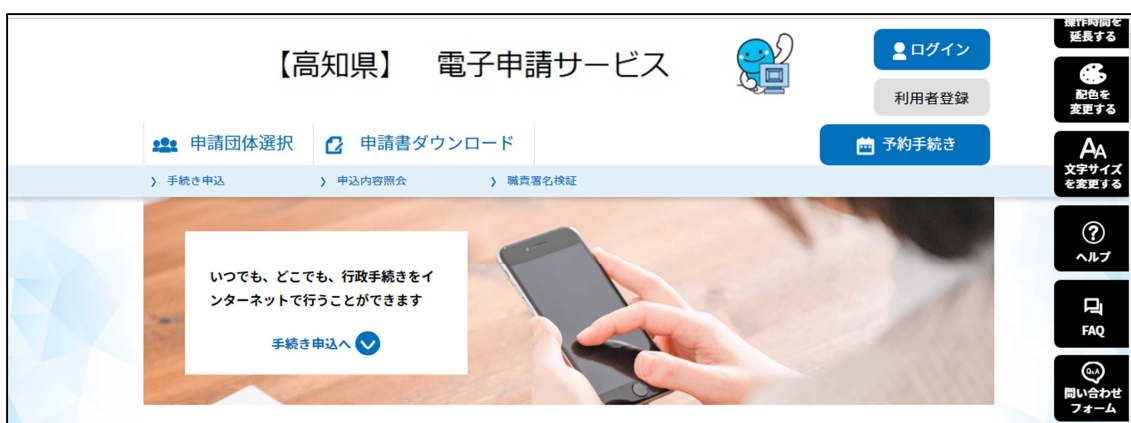 【高知県】 電子申請サービス
ログイン
利用者登録
申請団体選択
申請書ダウンロード
予約手続き
手続き申込
申込内容照会
職責署名検証
いつでも、どこでも、行政手続きをイ
ンターネットで行うことができます
手続き申込へ
操作時間を
延長する
配色を
変更する
AA
文字サイズ
を変更する
?
ヘルプ
FAQ
Q&A
問い合わせ
フォーム